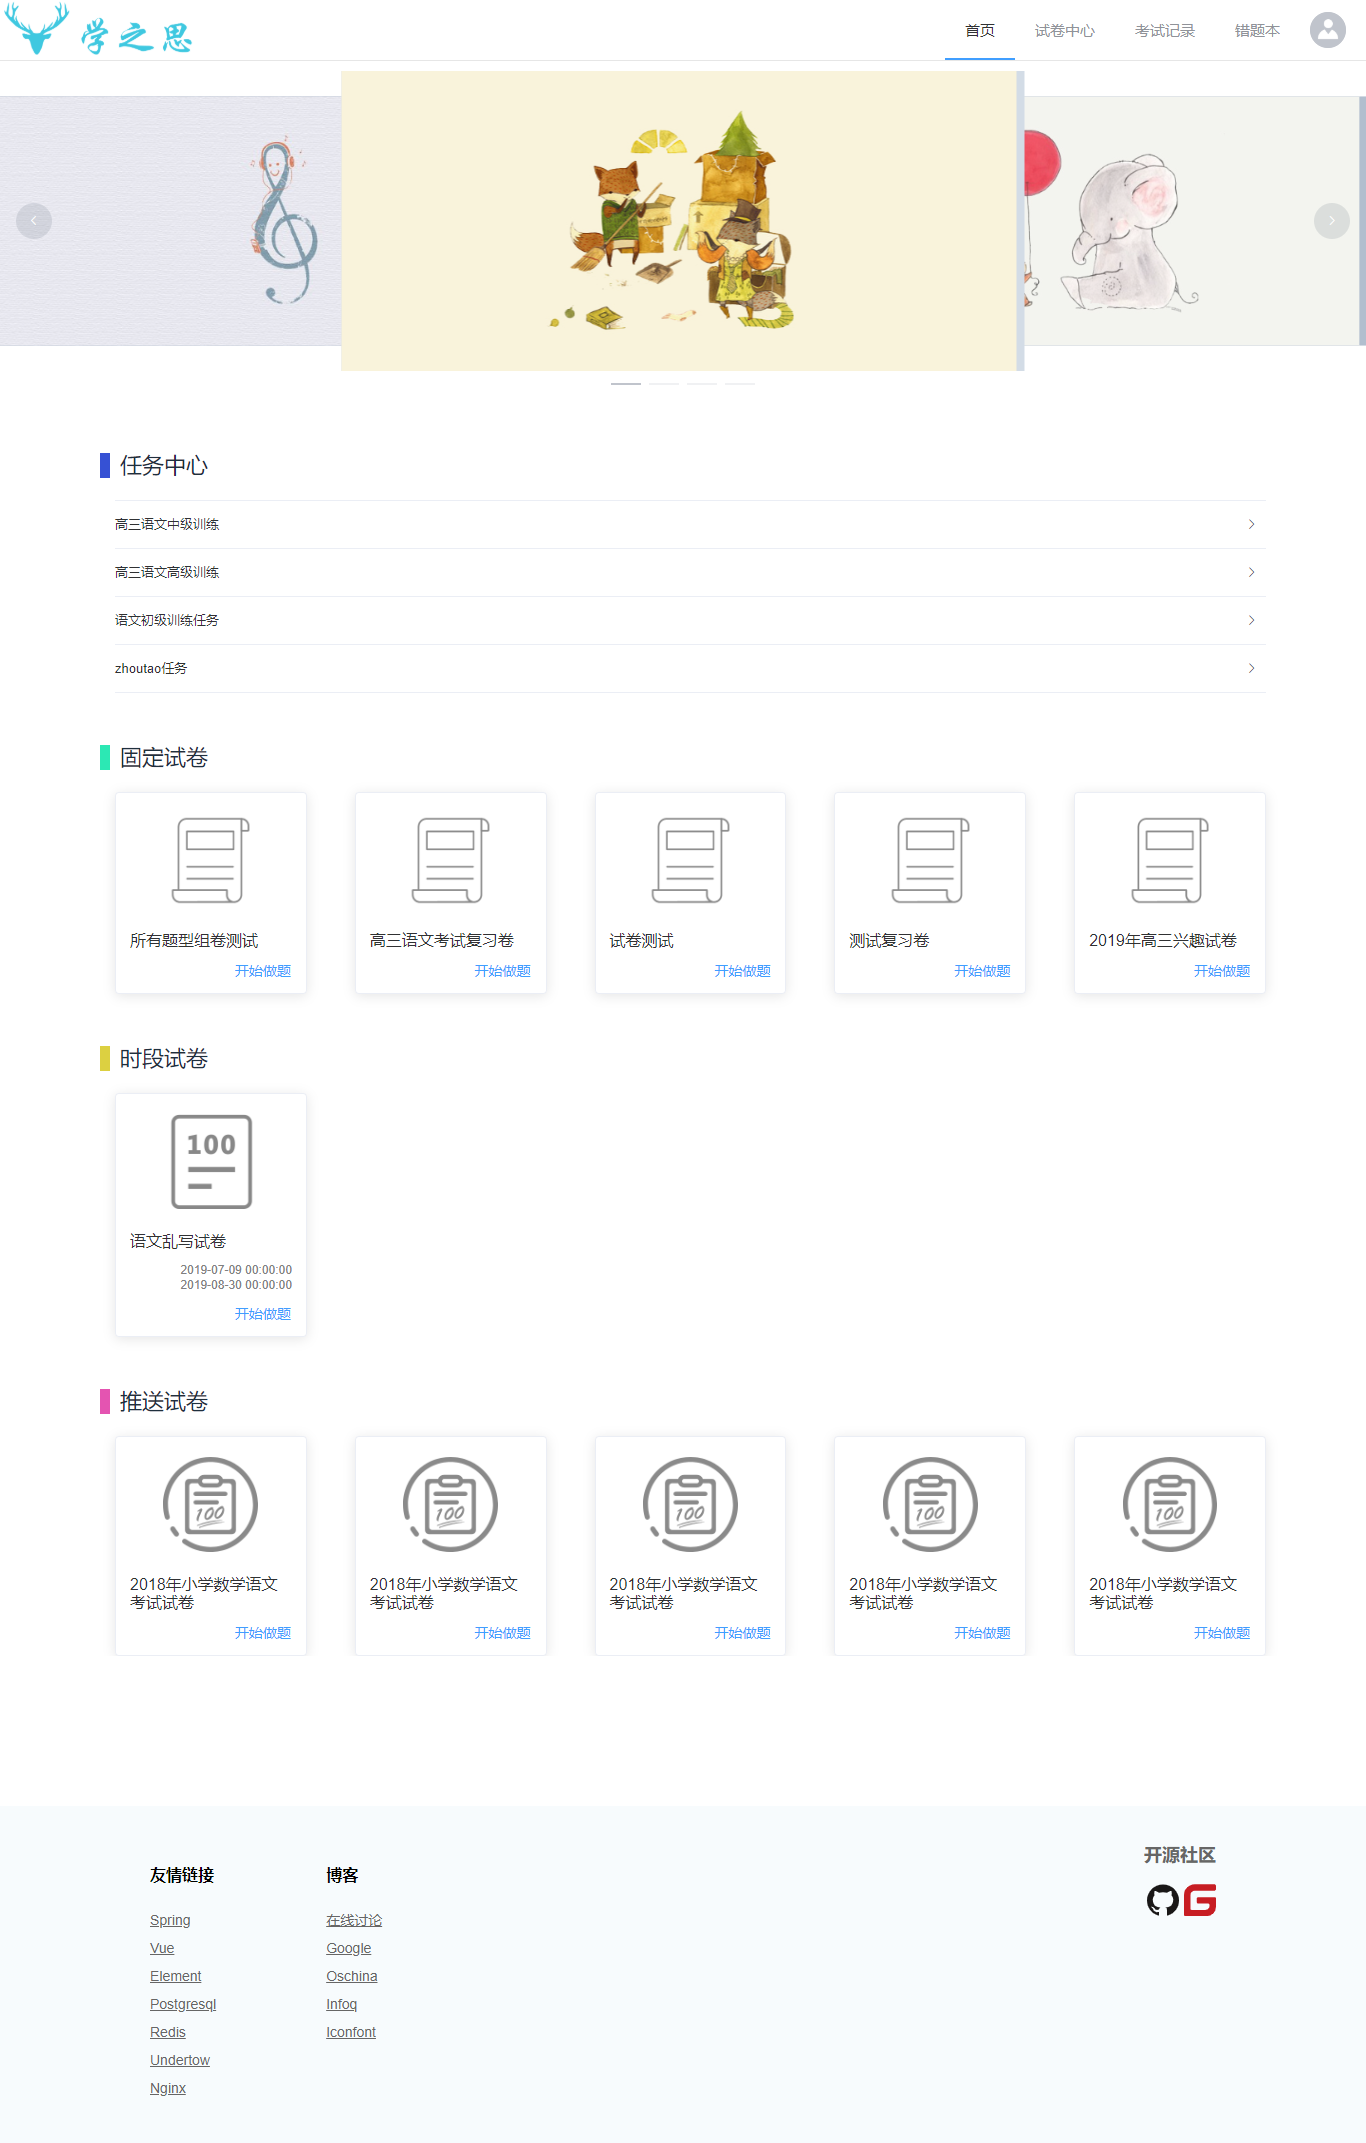 学之思
首页
试卷中心
考试记录
错题本
任务中心
高三语文中级训练
高三语文高级训练
语文初级训练任务
zhoutao任务
固定试卷
所有题型组卷测试
开始做题
高三语文考试复习卷
开始做题
试卷测试
开始做题
测试复习卷
开始做题
2019年高三兴趣试卷
开始做题
时段试卷
100
语文乱写试卷
2019-07-09 00:00:00
2019-08-30 00:00:00
开始做题
推送试卷
100
2018年小学数学语文
考试试卷
开始做题
100
2018年小学数学语文
考试试卷
开始做题
100
2018年小学数学语文
考试试卷
开始做题
100
2018年小学数学语文
考试试卷
开始做题
100
2018年小学数学语文
考试试卷
开始做题
友情链接
Spring
Vue
Element
Postgresql
Redis
Undertow
Nginx
博客
在线讨论
Google
Oschina
Infoq
Iconfont
开源社区